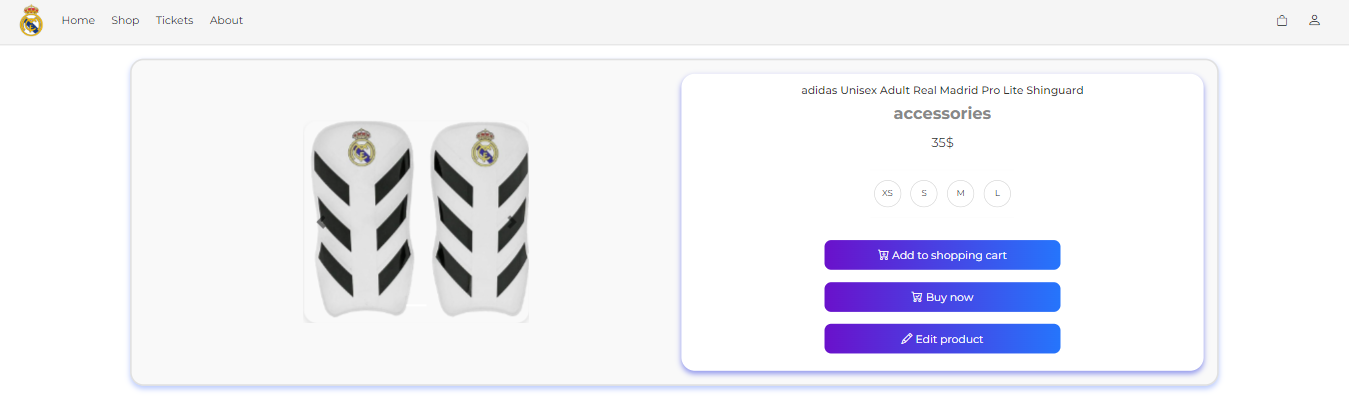 Home Shop Tickets About
adidas Unisex Adult Real Madrid Pro Lite Shinguard
accessories
35$
XS S M L
Add to shopping cart
Buy now
Edit product